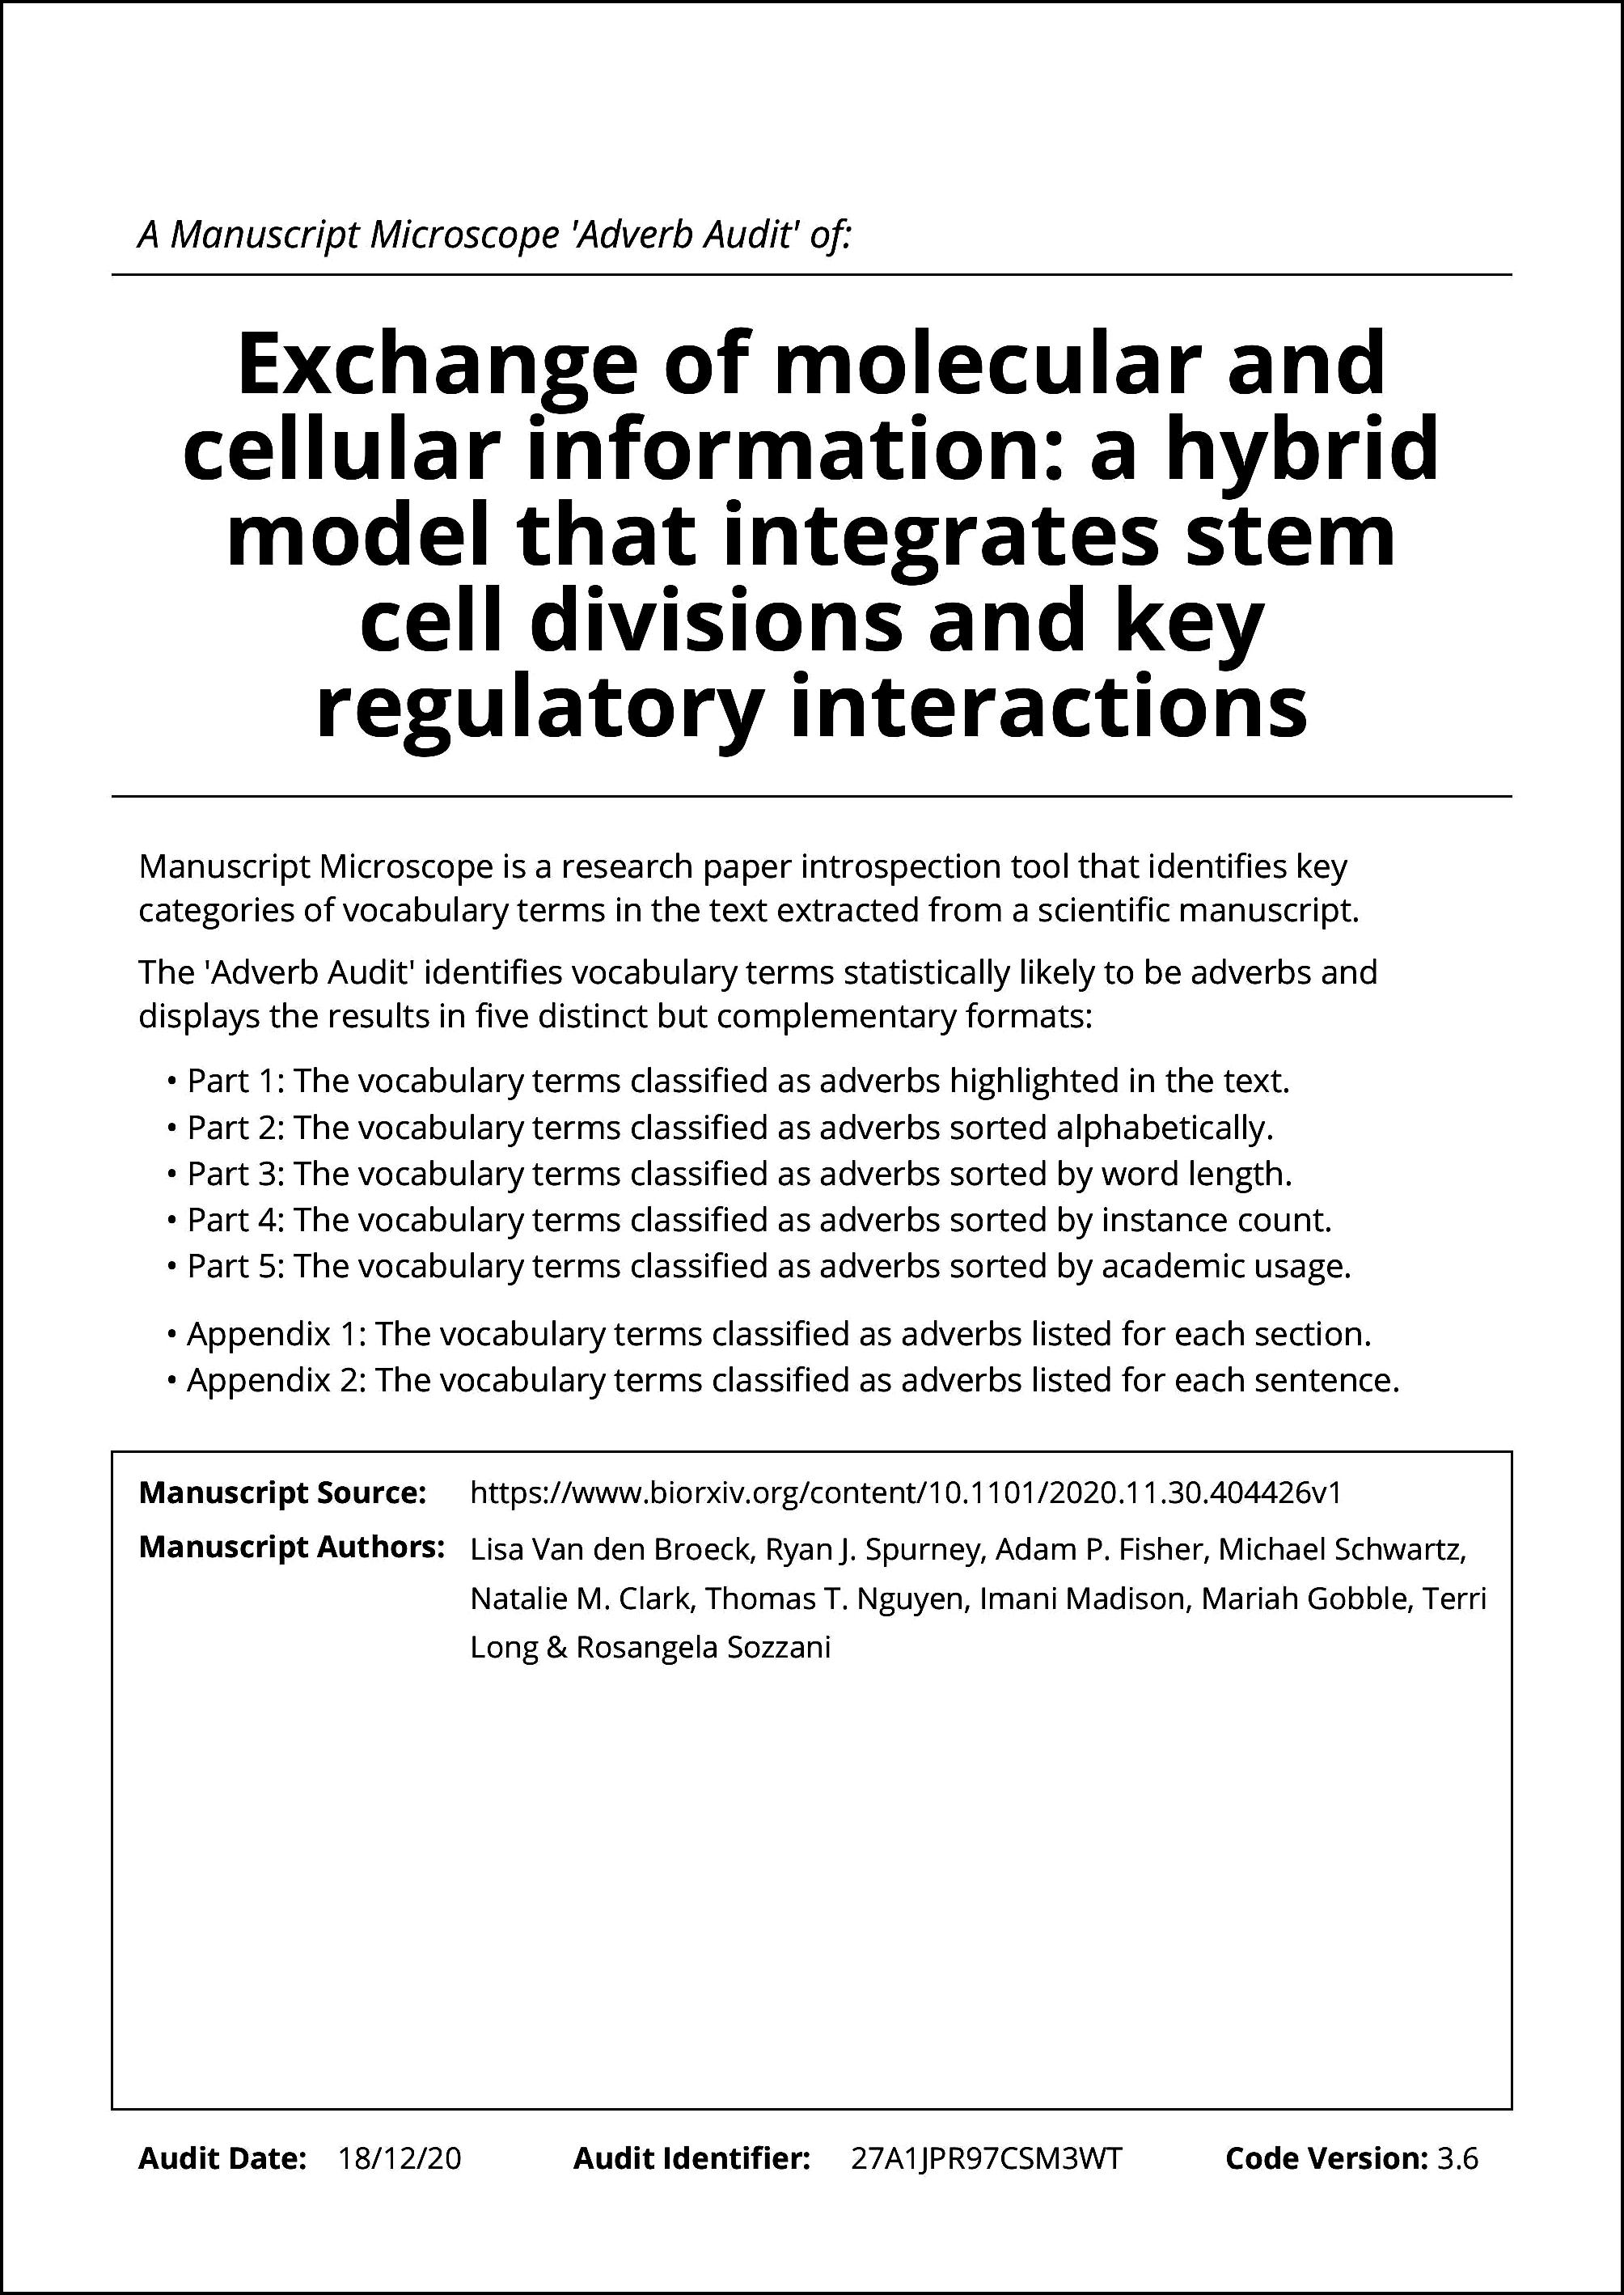 A Manuscript Microscope 'Adverb Audit' of:
Exchange of molecular and
cellular information: a hybrid
model that integrates stem
cell divisions and key
regulatory interactions
Manuscript Microscope is a research paper introspection tool that identifies key
categories of vocabulary terms in the text extracted from a scientific manuscript.
The 'Adverb Audit' identifies vocabulary terms statistically likely to be adverbs and
displays the results in five distinct but complementary formats:
• Part 1: The vocabulary terms classified as adverbs highlighted in the text.
• Part 2: The vocabulary terms classified as adverbs sorted alphabetically.
• Part 3: The vocabulary terms classified as adverbs sorted by word length.
• Part 4: The vocabulary terms classified as adverbs sorted by instance count.
• Part 5: The vocabulary terms classified as adverbs sorted by academic usage.
• Appendix 1: The vocabulary terms classified as adverbs listed for each section.
• Appendix 2: The vocabulary terms classified as adverbs listed for each sentence.
Manuscript Source: https://www.biorxiv.org/content/10.1101/2020.11.30.404426v1
Manuscript Authors: Lisa Van den Broeck, Ryan J. Spurney, Adam P. Fisher, Michael Schwartz,
Natalie M. Clark, Thomas T. Nguyen, Imani Madison, Mariah Gobble, Terri
Long & Rosangela Sozzani
Audit Date: 18/12/20 Audit Identifier: 27A1JPR97CSM3WT Code Version: 3.6